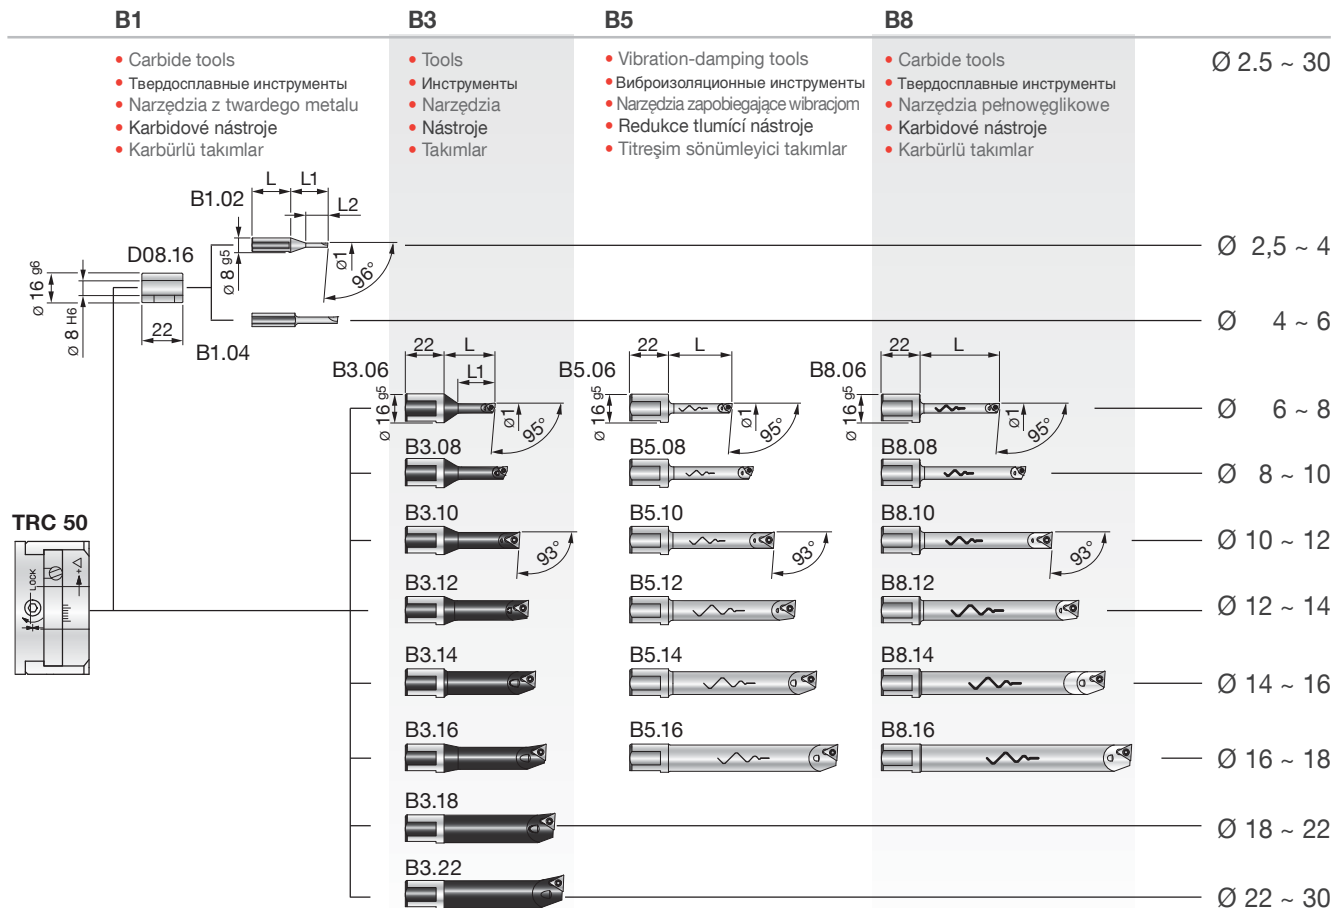 B1
B3
B5
B8
• Carbide tools
• Твердосплавные инструменты
• Narzędzia z twardego metalu
• Karbidové nástroje
• Karbürlü takımlar
• Tools
• Инструменты
• Narzędzia
• Nástroje
• Takımlar
• Vibration-damping tools
• Виброизоляционные инструменты
• Narzędzia zapobiegające wibracjom
• Redukce tlumící nástroje
• Titreşim sönümleyici takımlar
• Carbide tools
• Твердосплавные инструменты
• Narzędzia pełnowęglikowe
• Karbidové nástroje
• Karbürlü takımlar
Ø 2.5 ~ 30
L L1
B1.02
L2
Ø 8 g5
Ø1
96°
Ø 2,5 ~ 4
D08.16
Ø 16 g6
Ø 8 H6
22
B1.04
Ø 4 ~ 6
22 L
L1
B3.06
Ø 16 g5
Ø1
95°
22 L
B5.06
Ø 16 g5
Ø1
95°
22 L
B8.06
Ø 16 g5
Ø1
95°
Ø 6 ~ 8
B3.08
B5.08
B8.08
Ø 8 ~ 10
B3.10
93°
B5.10
93°
B8.10
93°
Ø 10 ~ 12
TRC 50
LOCK
+
B3.12
B5.12
B8.12
Ø 12 ~ 14
B3.14
B5.14
B8.14
Ø 14 ~ 16
B3.16
B5.16
B8.16
Ø 16 ~ 18
B3.18
Ø 18 ~ 22
B3.22
Ø 22 ~ 30